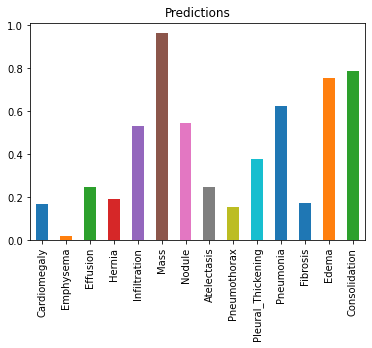 Predictions
1.0
0.8
0.6
0.4
0.2
0.0
Cardiomegaly
Emphysema
Effusion
Hernia
Infiltration
Mass
Nodule
Atelectasis
Pneumothorax
Pleural_Thickening
Pneumonia
Fibrosis
Edema
Consolidation